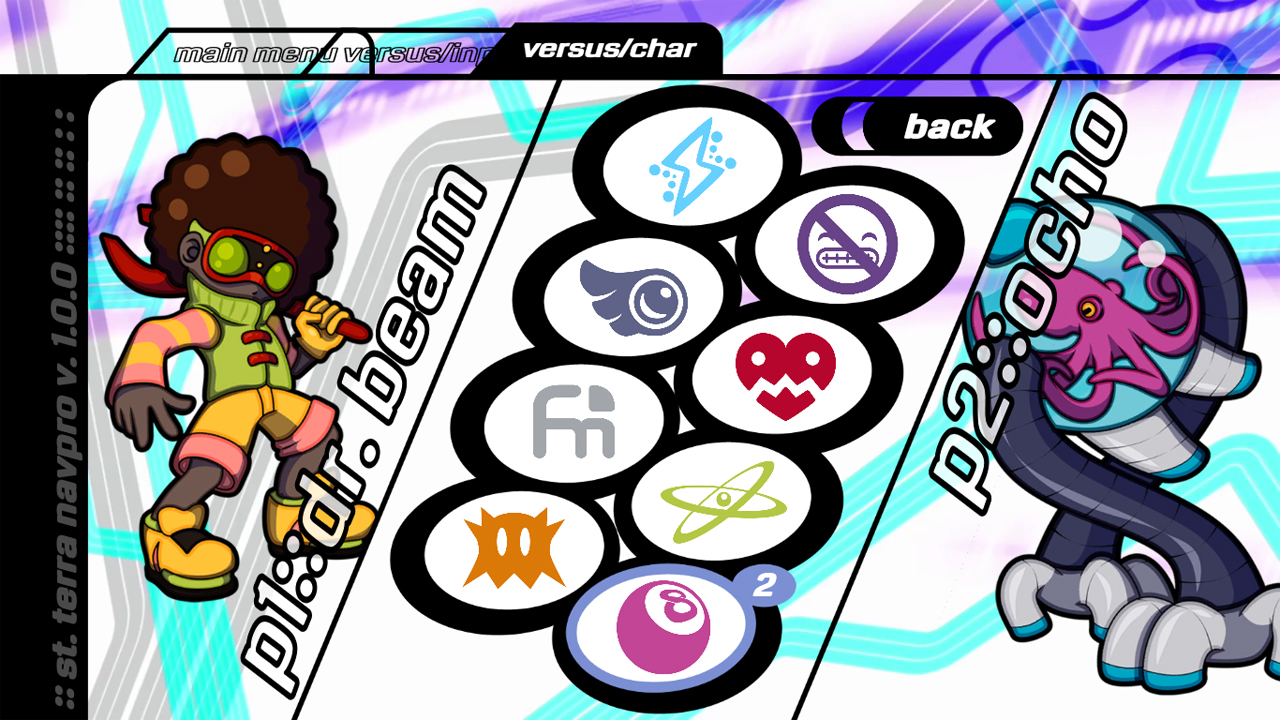 main menu versus/inp
versus/char
back
:: st. terra navpro v. 1.0.0 :::: :: :: : :
p1::dr. beam
p2::ocho
2